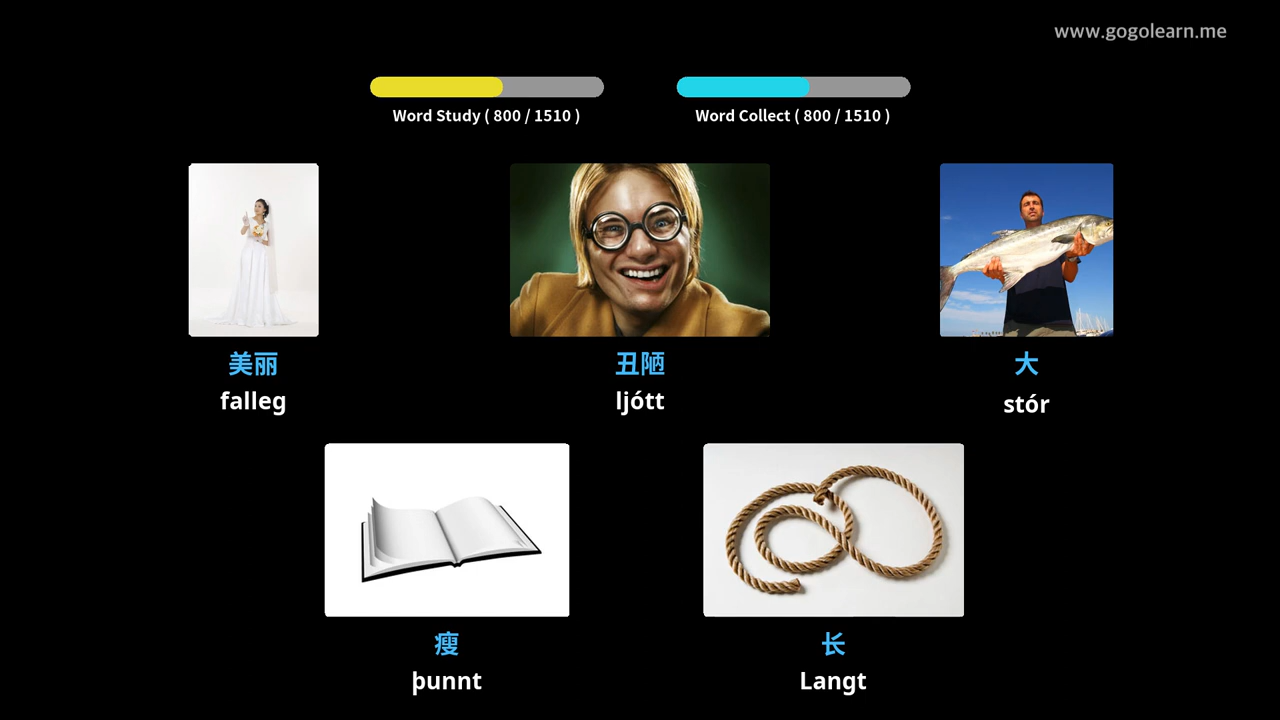 www.gogolearn.me
Word Study ( 800 / 1510 )
Word Collect ( 800 / 1510 )
美丽
falleg
丑陋
ljótt
大
stór
瘦
þunnt
长
Langt